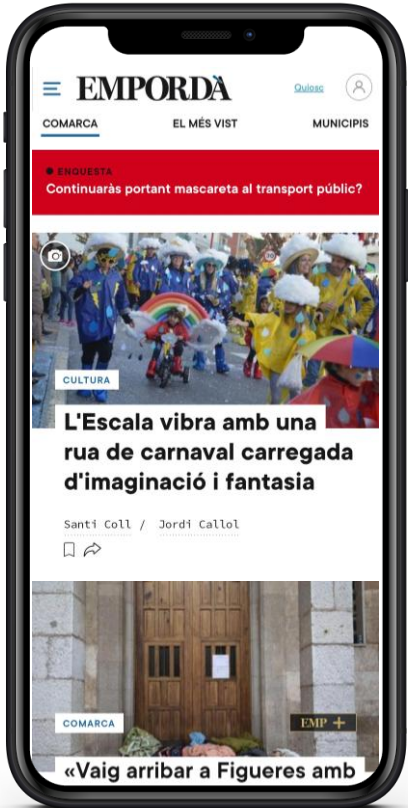 EMPORDÀ
Quiosc
COMARCA EL MÉS VIST MUNICIPIS
ENQUESTA
Continuaràs portant mascareta al transport públic?
CULTURA
L'Escala vibra amb una
rua de carnaval carregada
d'imaginació i fantasia
Santi Coll / Jordi Callol
COMARCA
EMP +
«Vaig arribar a Figueres amb